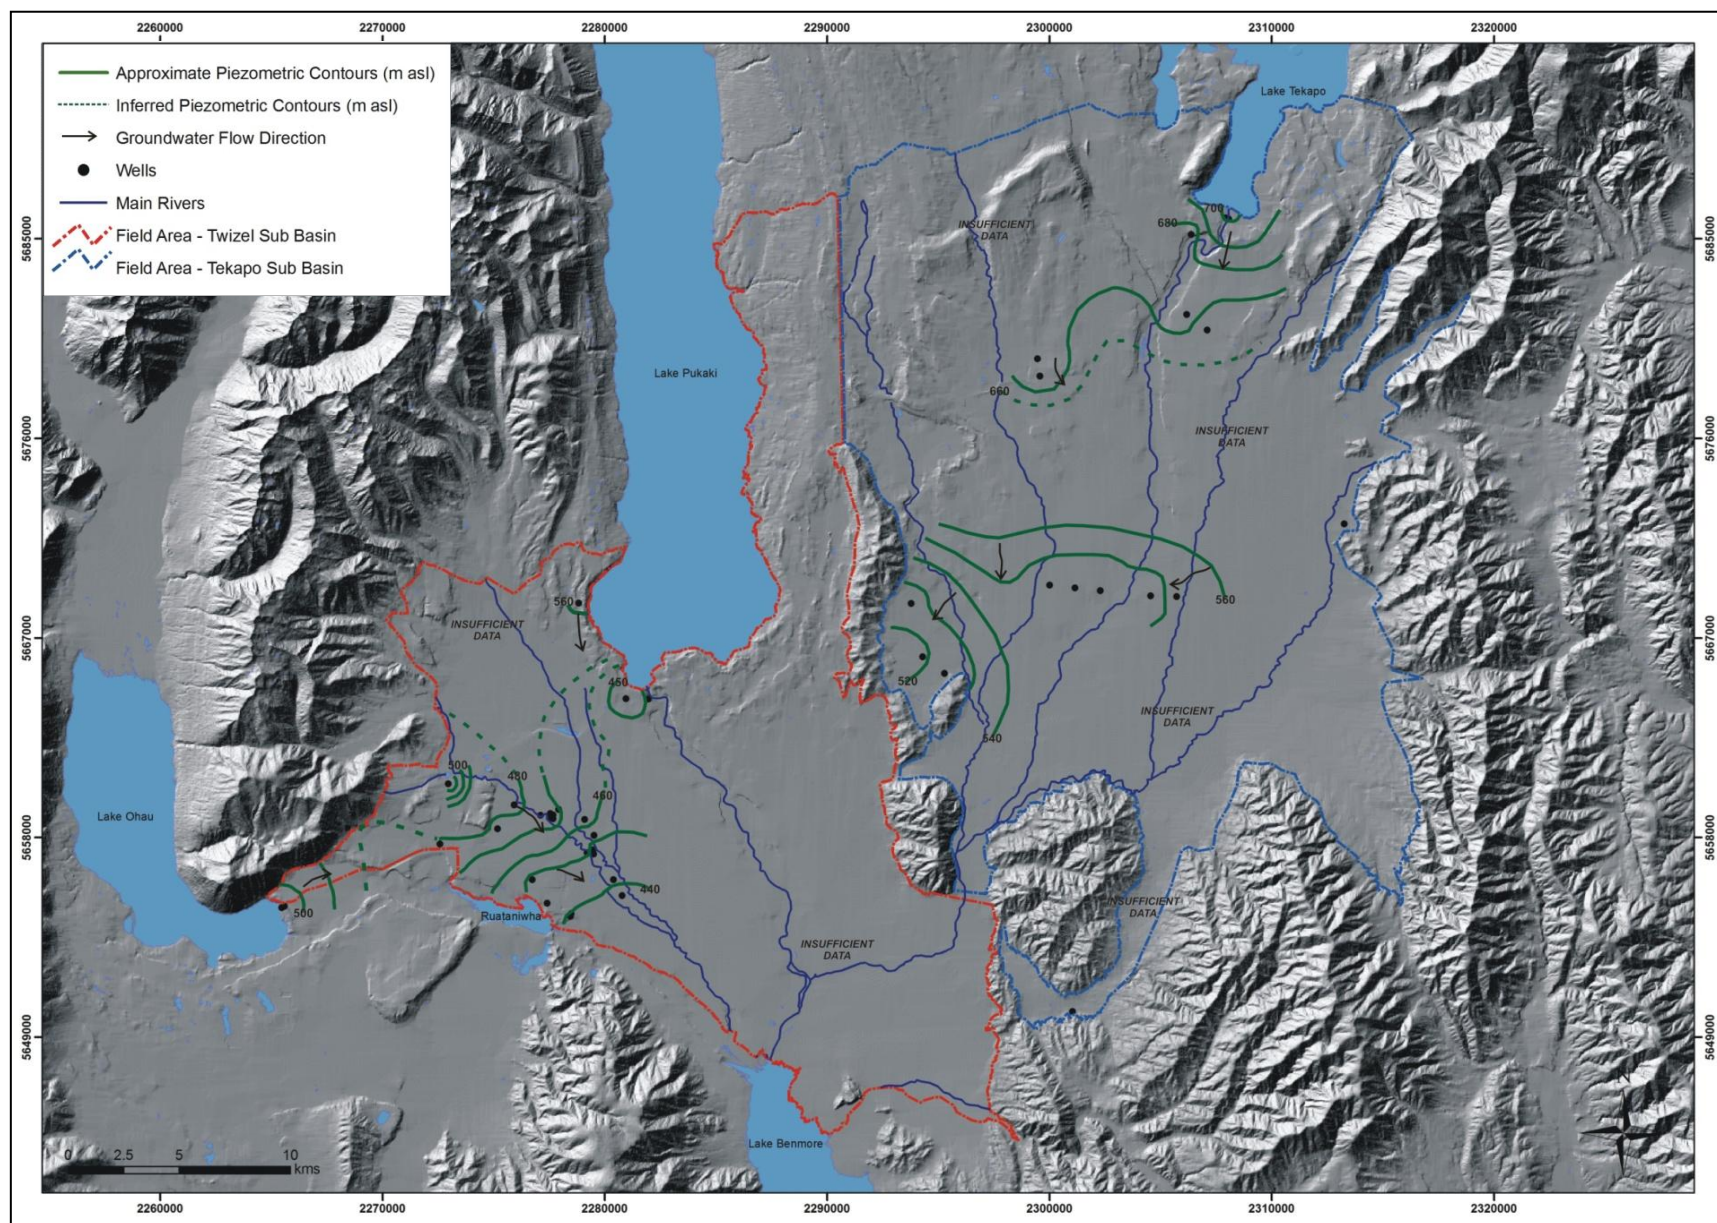 2260000 2270000 2280000 2290000 2300000 2310000 2320000
Approximate Piezometric Contours (m asl)
Inferred Piezometric Contours (m asl)
Groundwater Flow Direction
Wells
Main Rivers
Field Area - Twizel Sub Basin
Field Area - Tekapo Sub Basin
Lake Tekapo
700
680
INSUFFICIENT
DATA
5685000
5685000
Lake Pukaki
660
INSUFFICIENT
DATA
5676000
5676000
560
560
INSUFFICIENT
DATA
5667000
5667000
520
450
INSUFFICIENT
DATA
540
500
480
460
Lake Ohau
5658000
5658000
440
500
Ruataniwha
INSUFFICIENT
DATA
INSUFFICIENT
DATA
5649000
5649000
Lake Benmore
0 2.5 5 10
kms
2260000 2270000 2280000 2290000 2300000 2310000 2320000